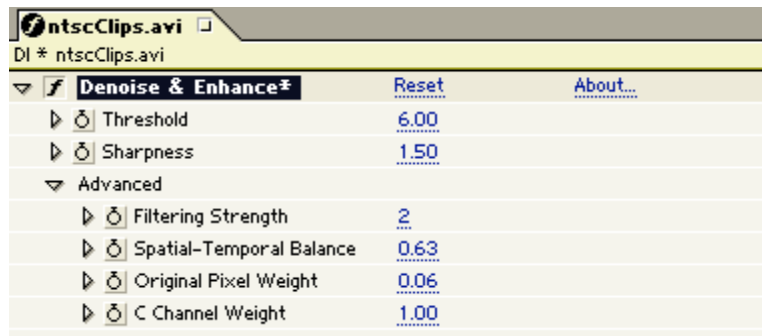 ntscClips.avi
DI * ntscClips.avi
f Denoise & Enhance* Reset About...
Threshold 6.00
Sharpness 1.50
Advanced
Filtering Strength 2
Spatial-Temporal Balance 0.63
Original Pixel Weight 0.06
C Channel Weight 1.00